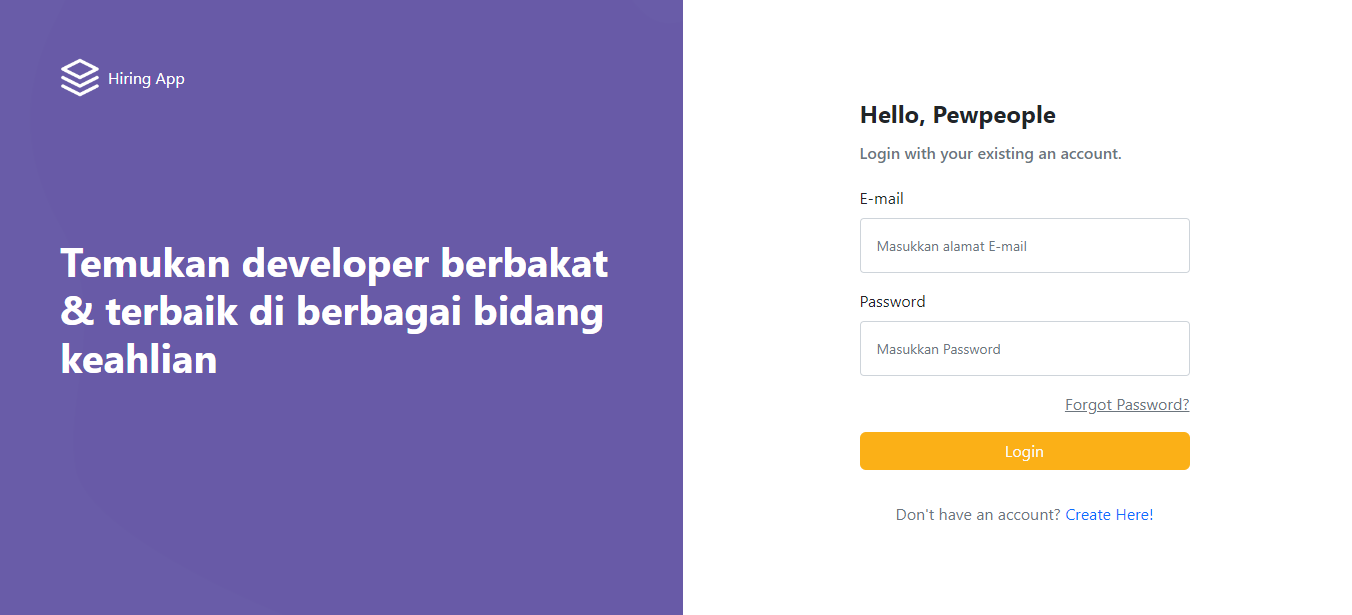 Hiring App
Temukan developer berbakat
& terbaik di berbagai bidang
keahlian
Hello, Pewpeople
Login with your existing an account.
E-mail
Masukkan alamat E-mail
Password
Masukkan Password
Forgot Password?
Login
Don't have an account? Create Here!